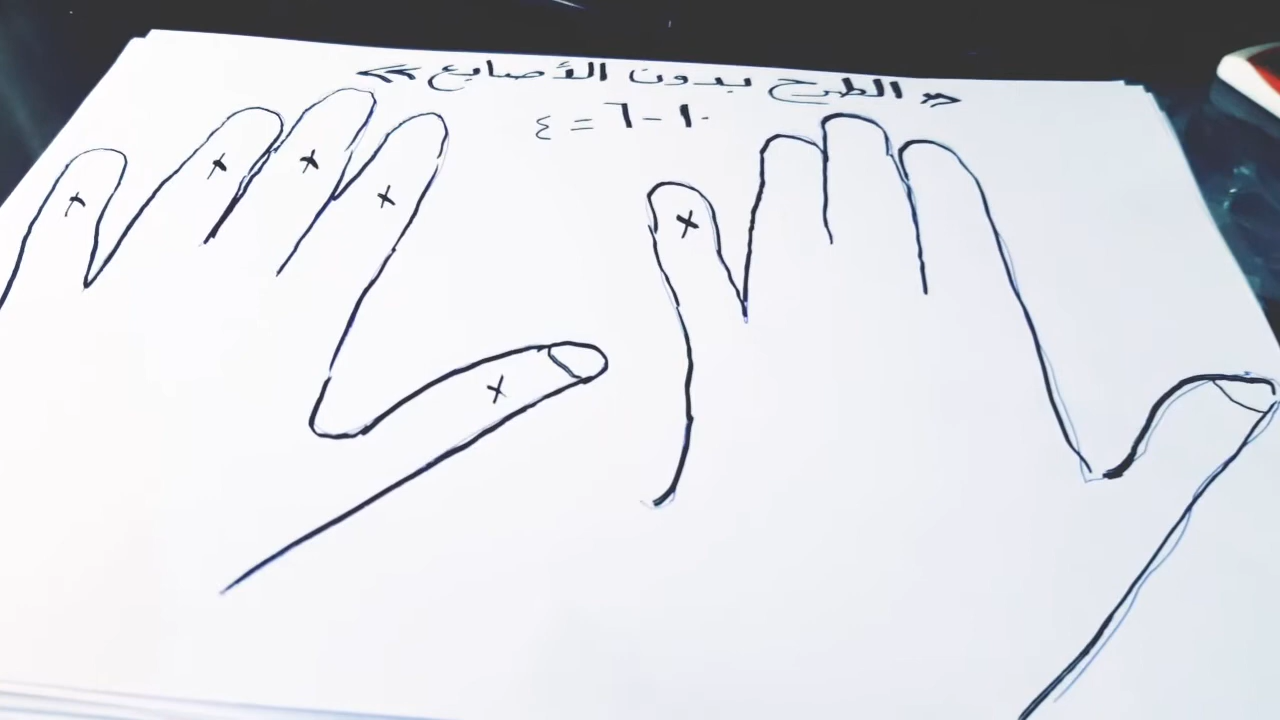 « الطرح بدون الأصابع »
١٠ - ٦ = ٤